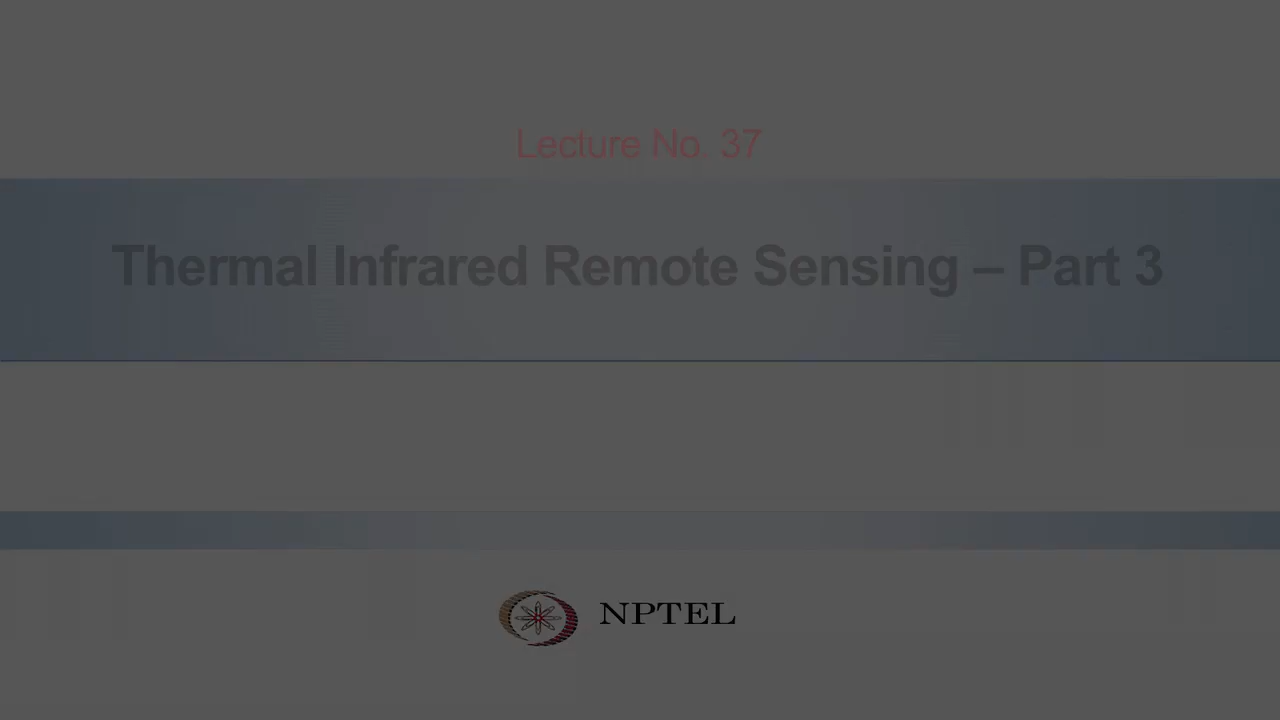 Lecture No. 37
Thermal Infrared Remote Sensing – Part 3
NPTEL